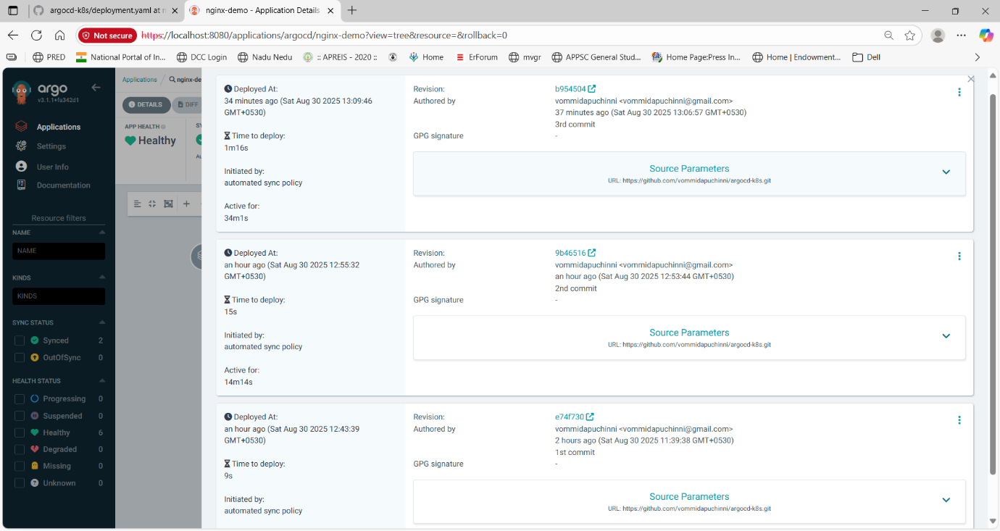 argocd-k8s/deployment.yaml at n
nginx-demo - Application Details
Not secure
https://localhost:8080/applications/argocd/nginx-demo?view=tree&resource=&rollback=0
PRED
National Portal of In...
DCC Login
Nadu Nedu
:: APREIS - 2020 ::
Home
ErForum
mvgr
APPSC General Stud...
Home Page:Press In...
Home | Endowment...
Dell
argo
v3.1.1+fa342d1
Applications
Settings
User Info
Documentation
Resource filters
NAME
NAME
KINDS
KINDS
SYNC STATUS
Synced 2
OutOfSync 0
HEALTH STATUS
Progressing 0
Suspended 0
Healthy 6
Degraded 0
Missing 0
Unknown 0
Applications / nginx-de
DETAILS
DIFF
APP HEALTH
SY
Healthy
Au
Deployed At:
34 minutes ago (Sat Aug 30 2025 13:09:46
GMT+0530)
Time to deploy:
1m16s
Initiated by:
automated sync policy
Active for:
34m1s
Revision: b954504
Authored by vommidapuchinni <vommidapuchinni@gmail.com>
37 minutes ago (Sat Aug 30 2025 13:06:57 GMT+0530)
3rd commit
GPG signature -
Source Parameters
URL: https://github.com/vommidapuchinni/argocd-k8s.git
Deployed At:
an hour ago (Sat Aug 30 2025 12:55:32
GMT+0530)
Time to deploy:
15s
Initiated by:
automated sync policy
Active for:
14m14s
Revision: 9b46516
Authored by vommidapuchinni <vommidapuchinni@gmail.com>
an hour ago (Sat Aug 30 2025 12:53:44 GMT+0530)
2nd commit
GPG signature -
Source Parameters
URL: https://github.com/vommidapuchinni/argocd-k8s.git
Deployed At:
an hour ago (Sat Aug 30 2025 12:43:39
GMT+0530)
Time to deploy:
9s
Initiated by:
automated sync policy
Revision: e74f730
Authored by vommidapuchinni <vommidapuchinni@gmail.com>
2 hours ago (Sat Aug 30 2025 11:39:38 GMT+0530)
1st commit
GPG signature -
Source Parameters
URL: https://github.com/vommidapuchinni/argocd-k8s.git